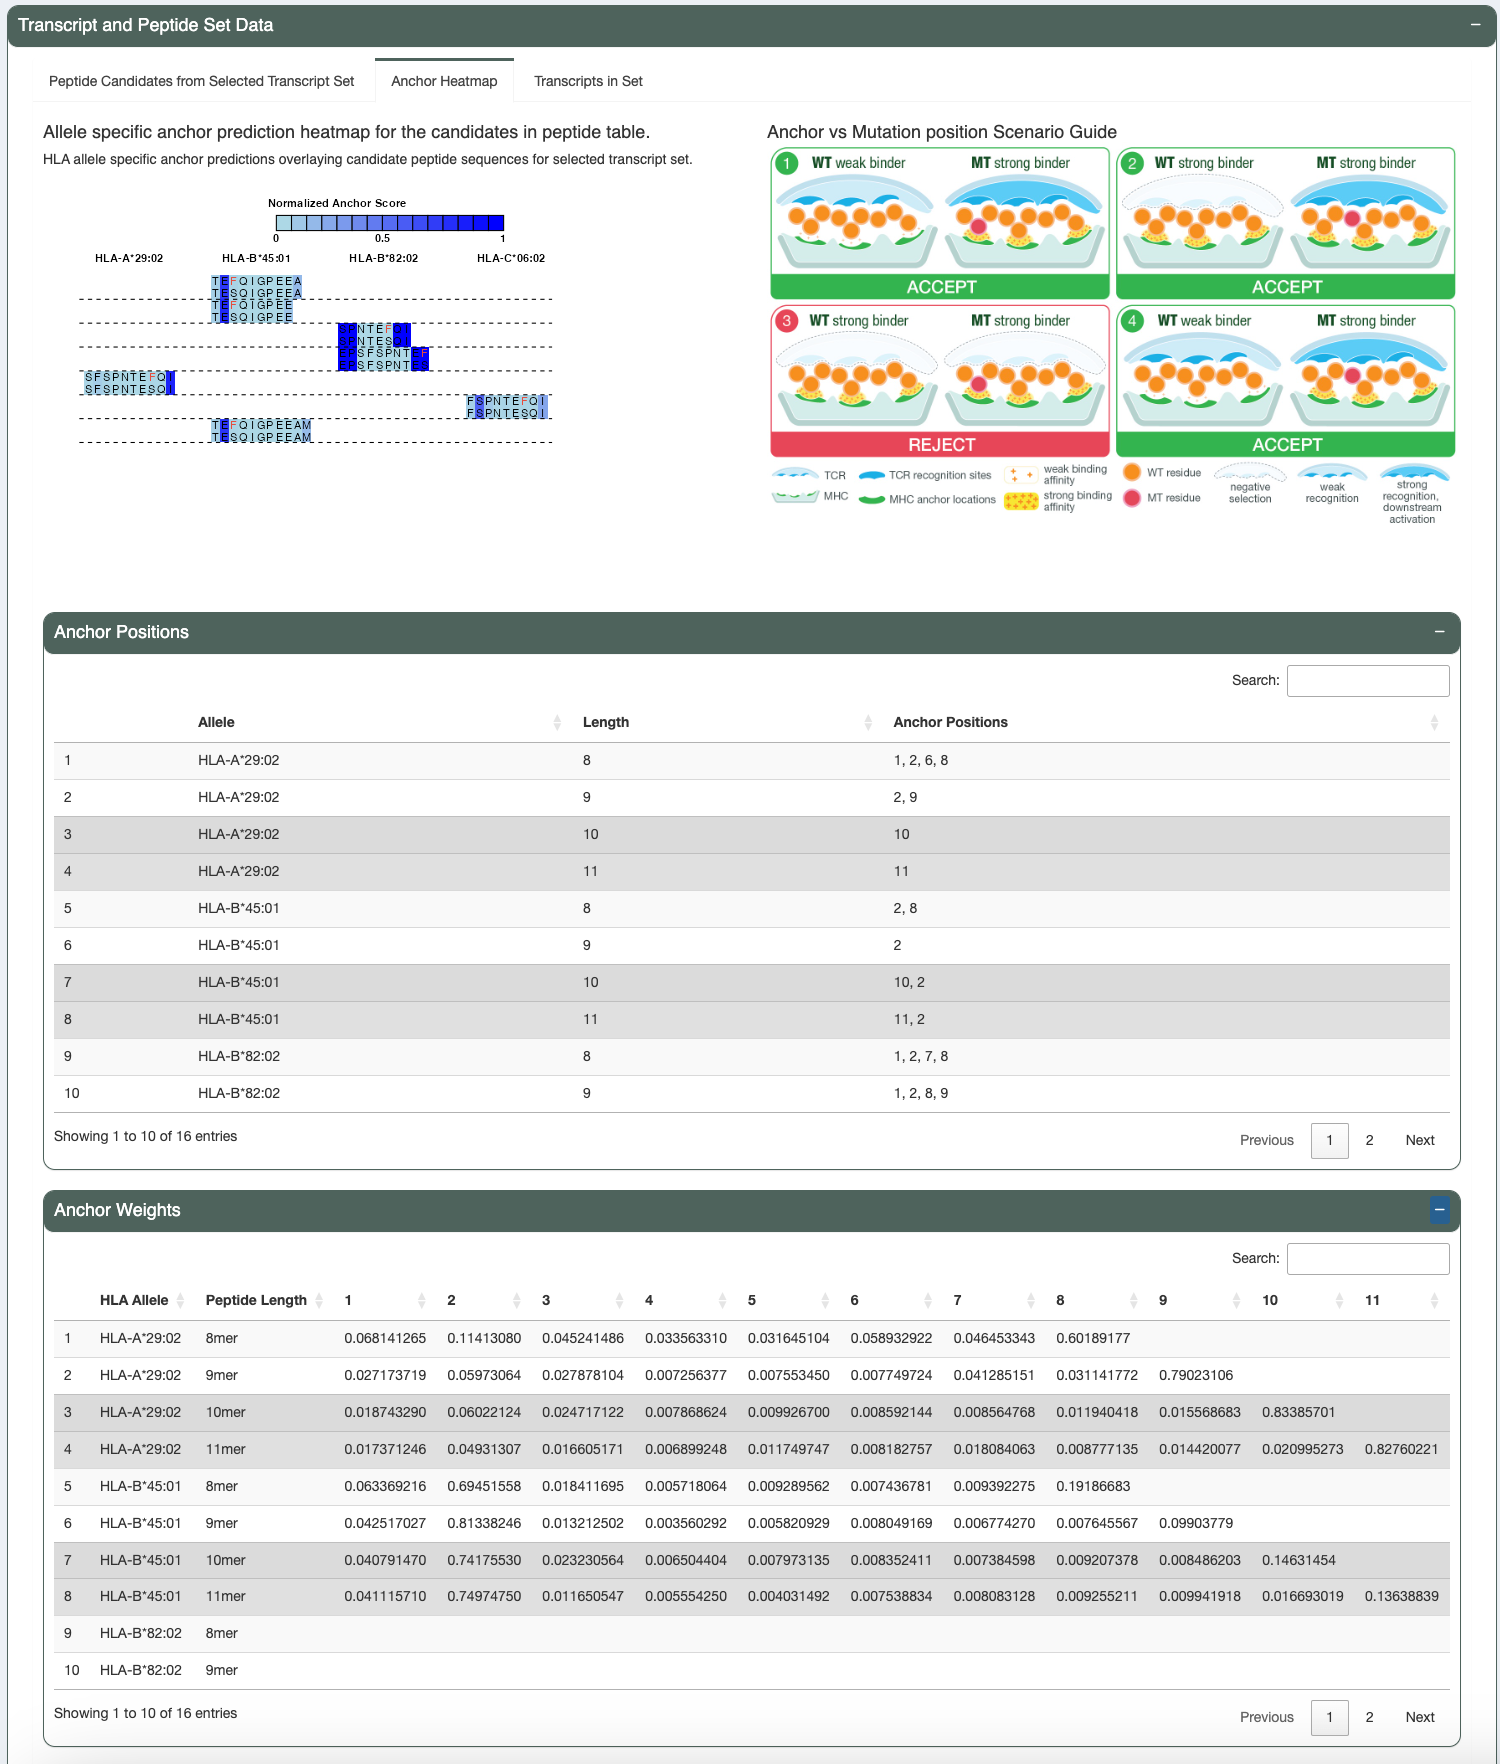 Transcript and Peptide Set Data −
Peptide Candidates from Selected Transcript Set Anchor Heatmap Transcripts in Set
Allele specific anchor prediction heatmap for the candidates in peptide table.
HLA allele specific anchor predictions overlaying candidate peptide sequences for selected transcript set.
Normalized Anchor Score
0 0.5 1
HLA-A*29:02 HLA-B*45:01 HLA-B*82:02 HLA-C*06:02
TEFQIGPEEA
TESQIGPEEA
TEFQIGPEE
TESQIGPEE
NTEF
NTES
SFSPNT F
SFSPNT
SFSPNTEFQI
SFSPNTESQI
FSPNTEFQI
FSPNTESQI
TEFQIGPEEAM
TESQIGPEEAM
Anchor vs Mutation position Scenario Guide
1 WT weak binder MT strong binder
ACCEPT
2 WT strong binder MT strong binder
ACCEPT
3 WT strong binder MT strong binder
REJECT
4 WT weak binder MT strong binder
ACCEPT
TCR
MHC
TCR recognition sites
MHC anchor locations
weak binding
affinity
strong binding
affinity
WT residue
MT residue
negative
selection
weak
recognition
strong
recognition,
downstream
activation
Anchor Positions −
Search:
Allele Length Anchor Positions
1 HLA-A*29:02 8 1, 2, 6, 8
2 HLA-A*29:02 9 2, 9
3 HLA-A*29:02 10 10
4 HLA-A*29:02 11 11
5 HLA-B*45:01 8 2, 8
6 HLA-B*45:01 9 2
7 HLA-B*45:01 10 10, 2
8 HLA-B*45:01 11 11, 2
9 HLA-B*82:02 8 1, 2, 7, 8
10 HLA-B*82:02 9 1, 2, 8, 9
Showing 1 to 10 of 16 entries Previous 1 2 Next
Anchor Weights −
Search:
HLA Allele Peptide Length 1 2 3 4 5 6 7 8 9 10 11
1 HLA-A*29:02 8mer 0.068141265 0.11413080 0.045241486 0.033563310 0.031645104 0.058932922 0.046453343 0.60189177
2 HLA-A*29:02 9mer 0.027173719 0.05973064 0.027878104 0.007256377 0.007553450 0.007749724 0.041285151 0.031141772 0.79023106
3 HLA-A*29:02 10mer 0.018743290 0.06022124 0.024717122 0.007868624 0.009926700 0.008592144 0.008564768 0.011940418 0.015568683 0.83385701
4 HLA-A*29:02 11mer 0.017371246 0.04931307 0.016605171 0.006899248 0.011749747 0.008182757 0.018084063 0.008777135 0.014420077 0.020995273 0.82760221
5 HLA-B*45:01 8mer 0.063369216 0.69451558 0.018411695 0.005718064 0.009289562 0.007436781 0.009392275 0.19186683
6 HLA-B*45:01 9mer 0.042517027 0.81338246 0.013212502 0.003560292 0.005820929 0.008049169 0.006774270 0.007645567 0.09903779
7 HLA-B*45:01 10mer 0.040791470 0.74175530 0.023230564 0.006504404 0.007973135 0.008352411 0.007384598 0.009207378 0.008486203 0.14631454
8 HLA-B*45:01 11mer 0.041115710 0.74974750 0.011650547 0.005554250 0.004031492 0.007538834 0.008083128 0.009255211 0.009941918 0.016693019 0.13638839
9 HLA-B*82:02 8mer
10 HLA-B*82:02 9mer
Showing 1 to 10 of 16 entries Previous 1 2 Next